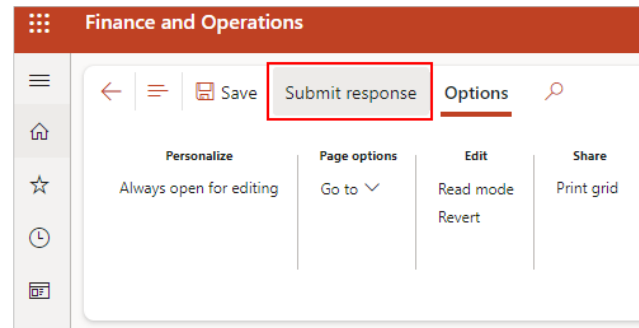 Finance and Operations
Save Submit response Options
Personalize Page options Edit Share
Always open for editing Go to Read mode Print grid
Revert